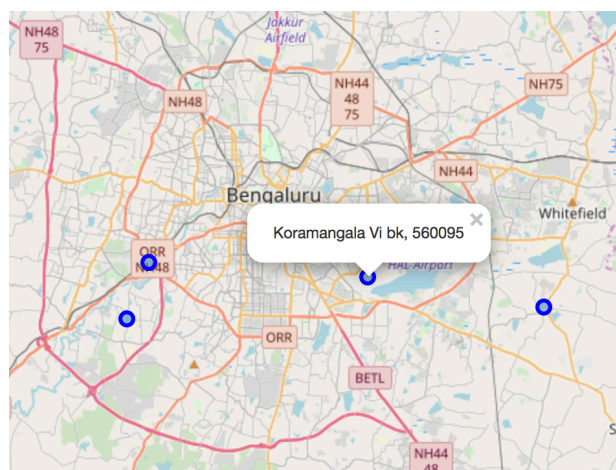 Jakkur
Airfield
NH48
75
NH44
48
75
NH75
NH48
NH44
Bengaluru
Whitefield
×
Koramangala Vi bk, 560095
ORR
NH48
HAL Airport
ORR
BETL
NH44
48
S